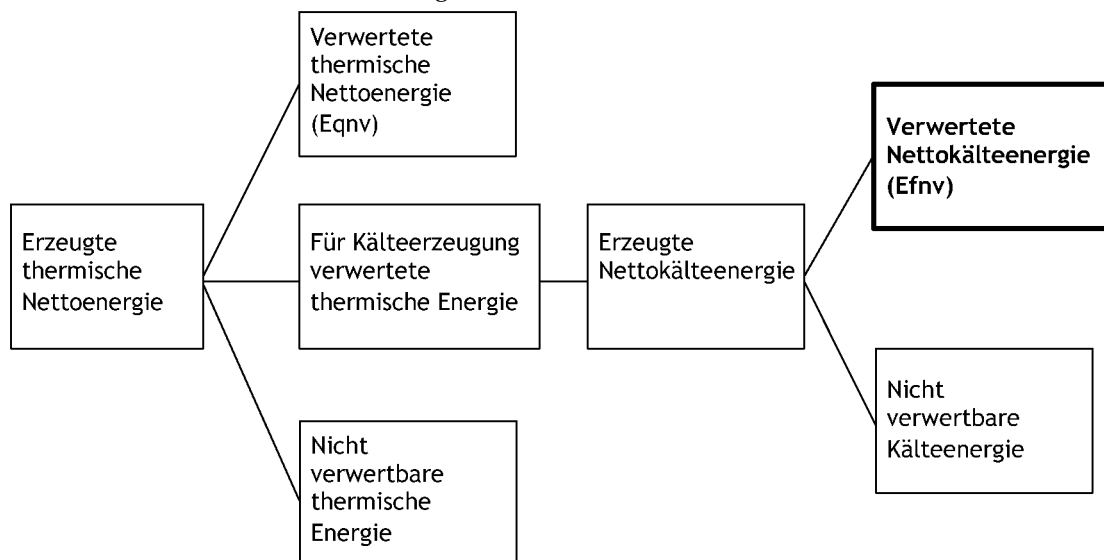 Verwertete
thermische
Nettoenergie
(Eqnv)
Verwertete
Nettokälteenergie
(Efnv)
Erzeugte
thermische
Nettoenergie
Für Kälteerzeugung
verwertete
thermische Energie
Erzeugte
Nettokälteenergie
Nicht
verwertbare
Kälteenergie
Nicht
verwertbare
thermische
Energie